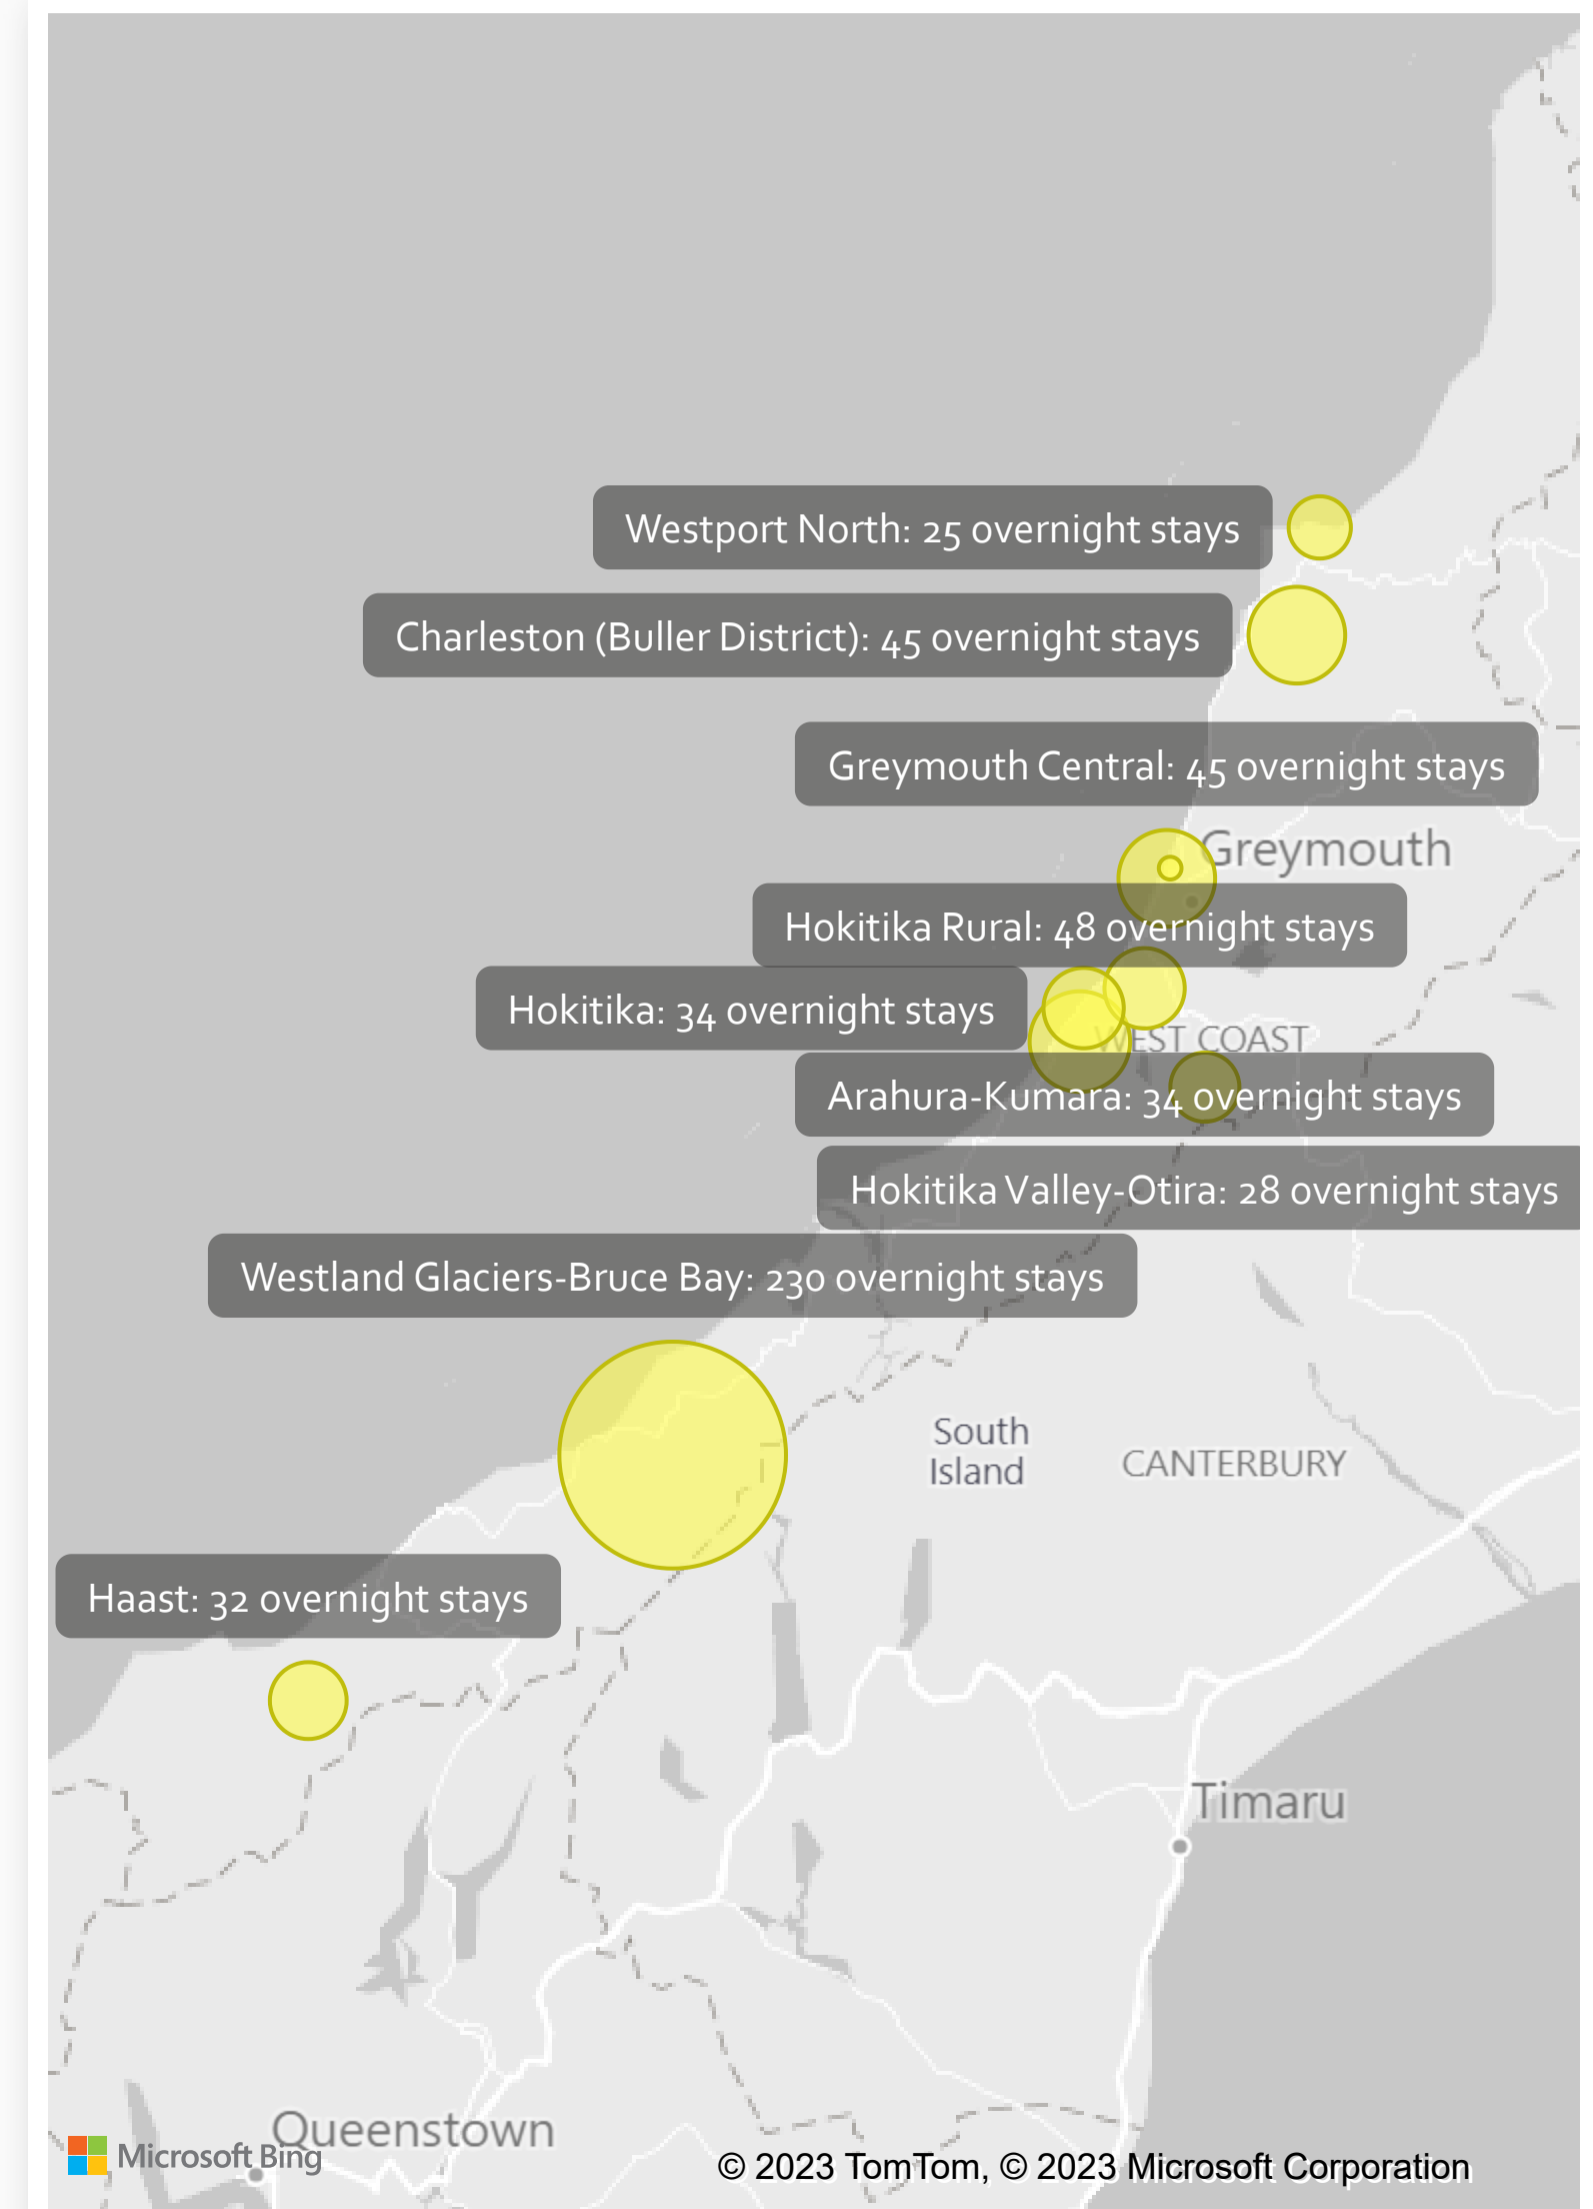 Westport North: 25 overnight stays
Charleston (Buller District): 45 overnight stays
Greymouth Central: 45 overnight stays
Greymouth
Hokitika Rural: 48 overnight stays
Hokitika: 34 overnight stays
WEST COAST
Arahura-Kumara: 34 overnight stays
Hokitika Valley-Otira: 28 overnight stays
Westland Glaciers-Bruce Bay: 230 overnight stays
South
Island
CANTERBURY
Haast: 32 overnight stays
Timaru
Queenstown
Microsoft Bing
© 2023 TomTom, © 2023 Microsoft Corporation